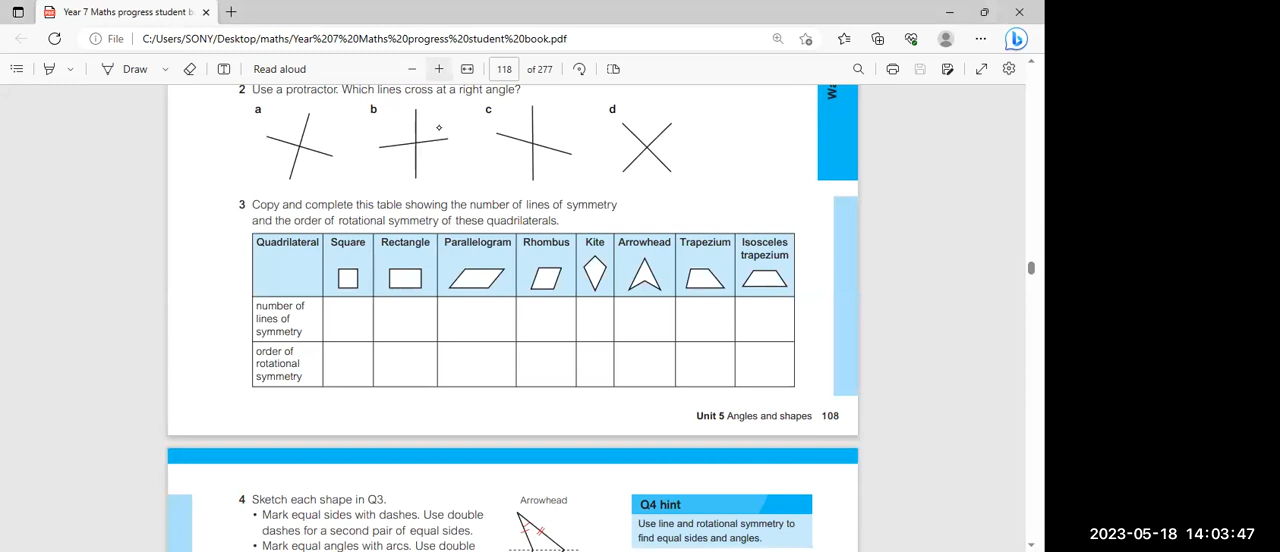 Year 7 Maths progress student b
File
C:/Users/SONY/Desktop/maths/Year%207%20Maths%20progress%20student%20book.pdf
Draw
Read aloud
118
of 277
2 Use a protractor. Which lines cross at a right angle?
a
b
c
d
3 Copy and complete this table showing the number of lines of symmetry
and the order of rotational symmetry of these quadrilaterals.
Quadrilateral Square Rectangle Parallelogram Rhombus Kite Arrowhead Trapezium Isosceles
trapezium
number of
lines of
symmetry
order of
rotational
symmetry
Unit 5 Angles and shapes 108
4 Sketch each shape in Q3.
• Mark equal sides with dashes. Use double
dashes for a second pair of equal sides.
• Mark equal angles with arcs. Use double
Arrowhead
Q4 hint
Use line and rotational symmetry to
find equal sides and angles.
2023-05-18 14:03:47